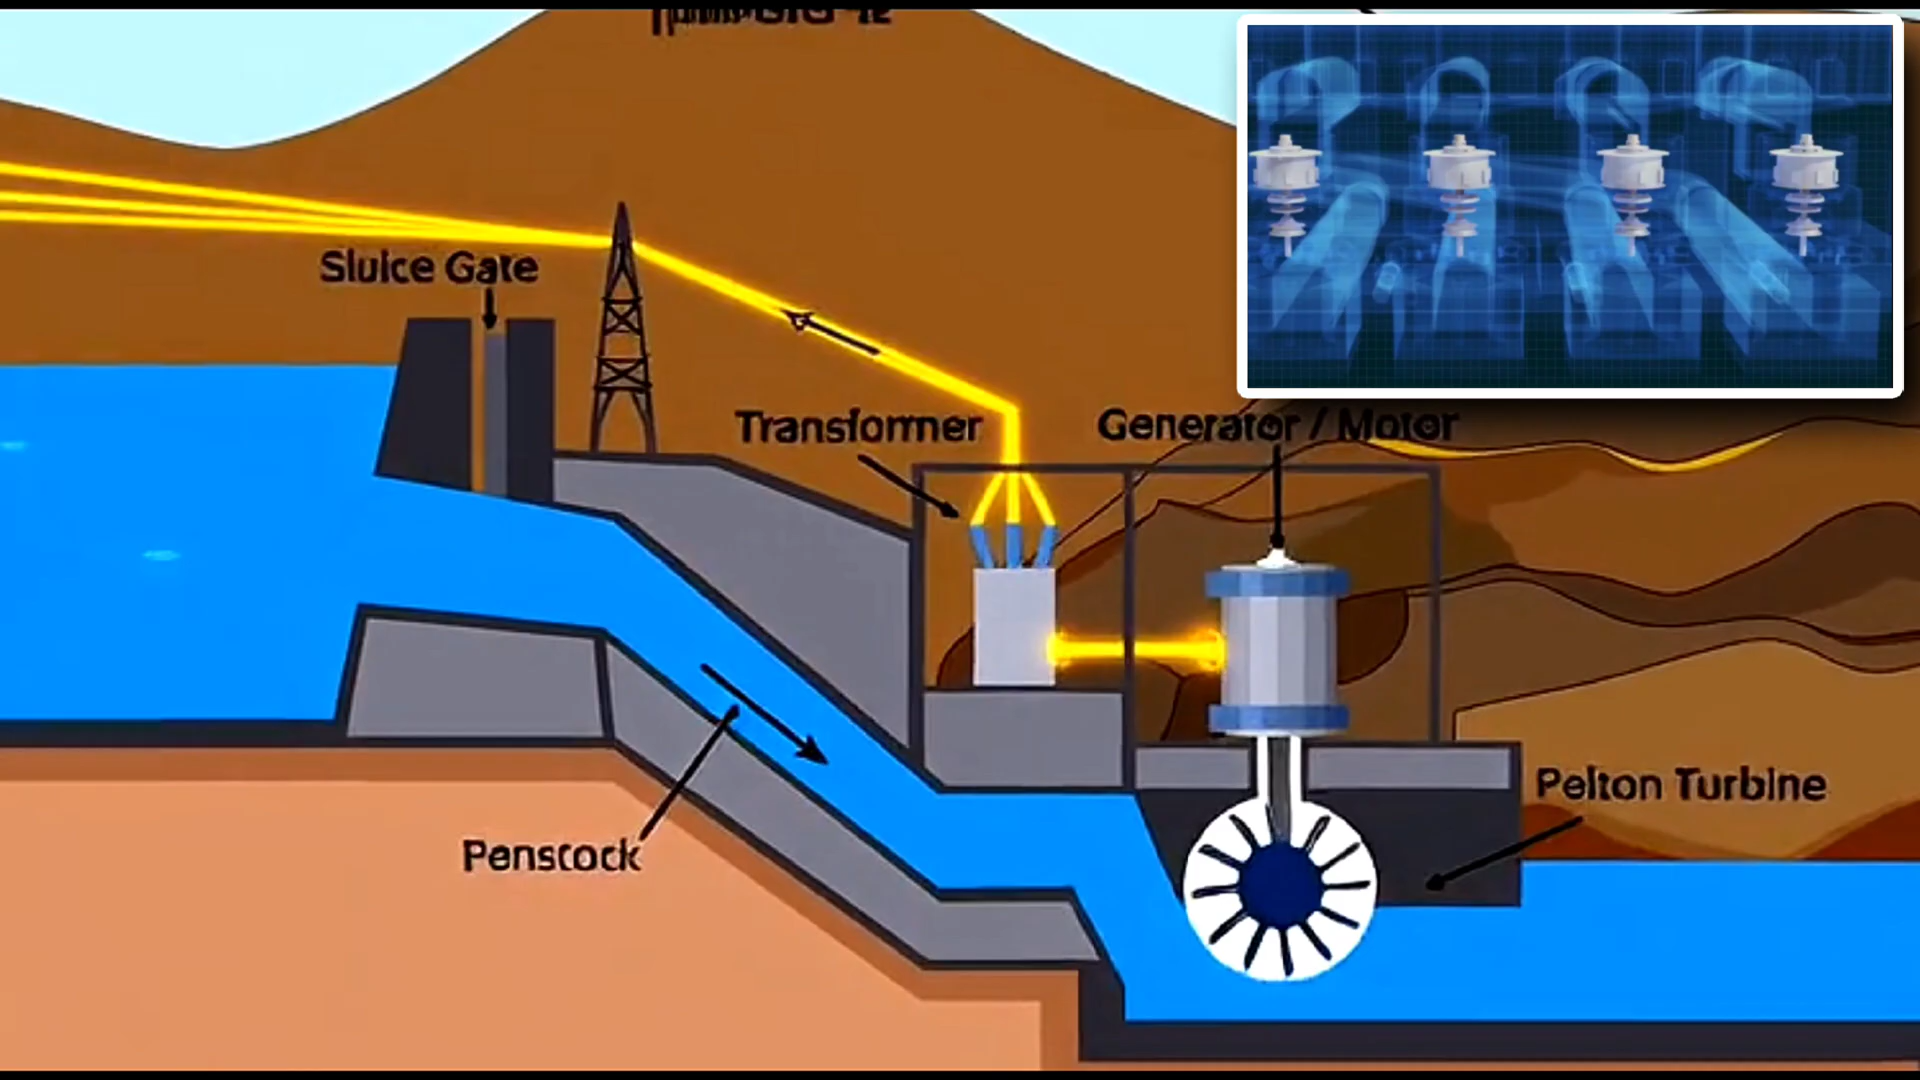 Sluice Gate
Transformer
Generator / Motor
Pelton Turbine
Penstock